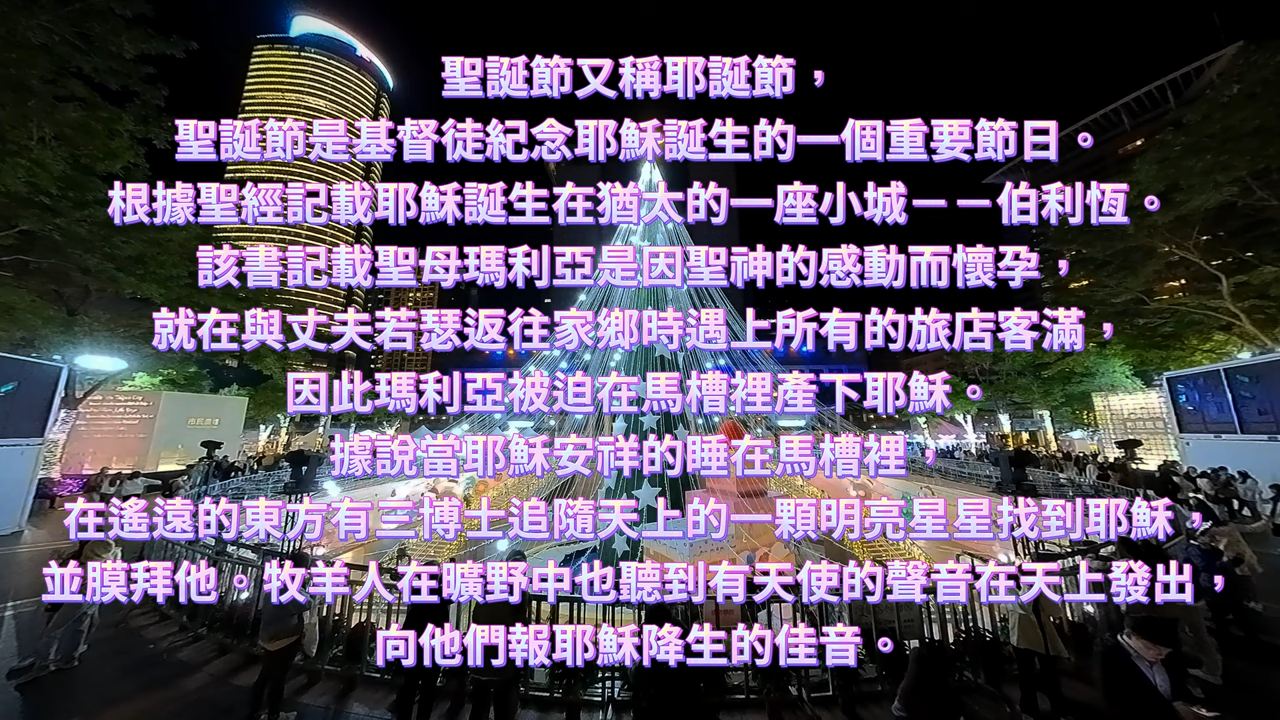 聖誕節又稱耶誕節，
聖誕節是基督徒紀念耶穌誕生的一個重要節日。
根據聖經記載耶穌誕生在猶太的一座小城－－伯利恆。
該書記載聖母瑪利亞是因聖神的感動而懷孕，
就在與丈夫若瑟返往家鄉時遇上所有的旅店客滿，
因此瑪利亞被迫在馬槽裡產下耶穌。
據說當耶穌安祥的睡在馬槽裡，
在遙遠的東方有三博士追隨天上的一顆明亮星星找到耶穌，
並膜拜他。牧羊人在曠野中也聽到有天使的聲音在天上發出，
向他們報耶穌降生的佳音。
市民廣場